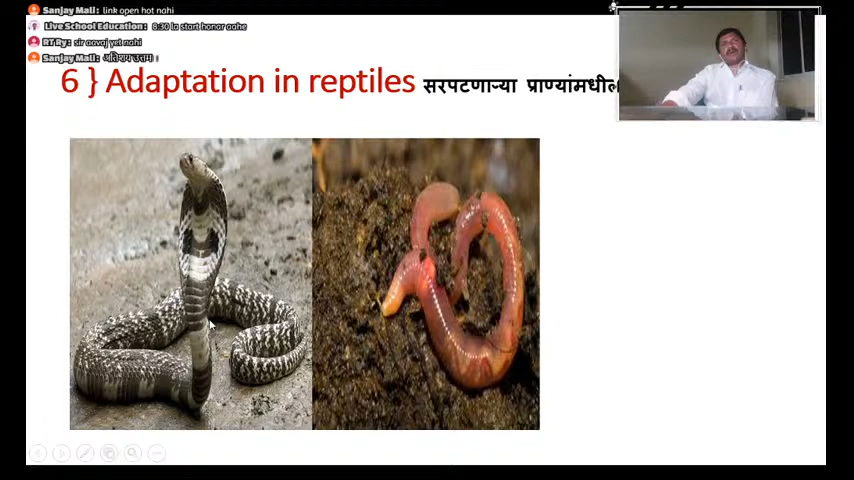 Sanjay Mali: link open hot nahi
Live School Education: 8:30 la start honar aahe
RT Ry: sir aavaj yet nahi
Sanjay Mali: अतिशय उत्तम ।
6 } Adaptation in reptiles सरपटणाऱ्या प्राण्यांमधील